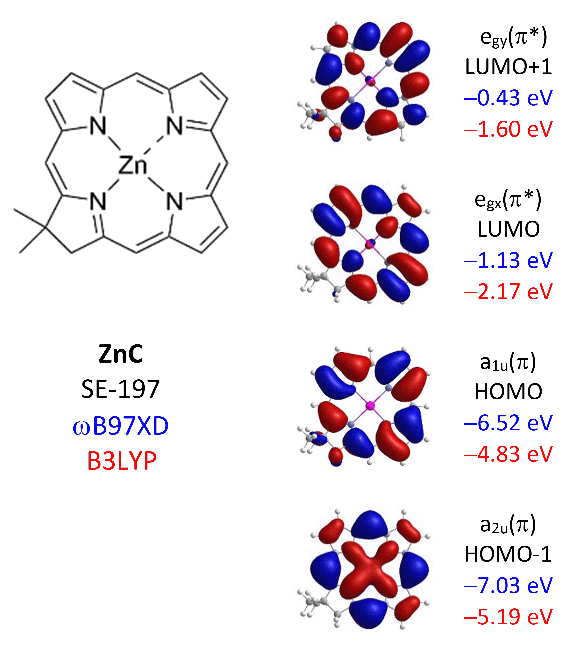 N
N
Zn
N
N
ZnC
SE-197
ωB97XD
B3LYP
egy(π*)
LUMO+1
−0.43 eV
−1.60 eV
egx(π*)
LUMO
−1.13 eV
−2.17 eV
a1u(π)
HOMO
−6.52 eV
−4.83 eV
a2u(π)
HOMO-1
−7.03 eV
−5.19 eV